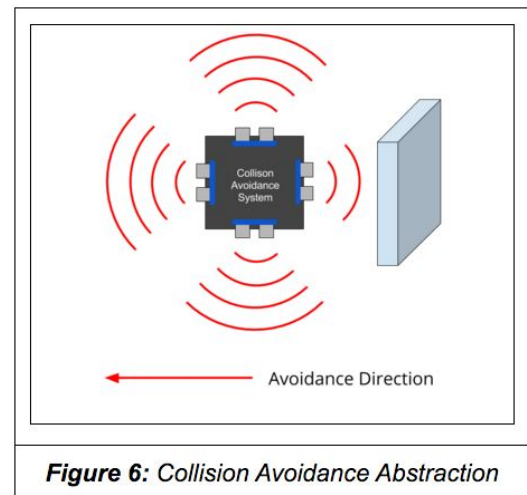 Collison
Avoidance
System
Avoidance Direction
Figure 6: Collision Avoidance Abstraction